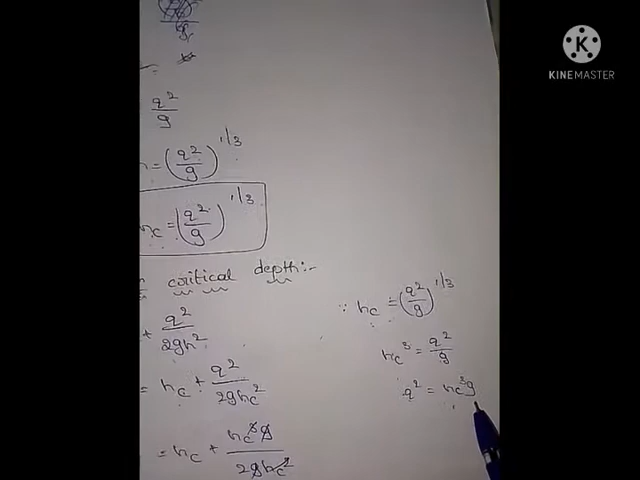 q²/g
= (q²/g)^1/3
hc = (q²/g)^1/3
critical depth:-
+ q²/2gh²
= hc + q²/2ghc²
= hc + hc³g/2ghc²
∵ hc = (q²/g)^1/3
hc³ = q²/g
q² = hc³g
K
KINEMASTER